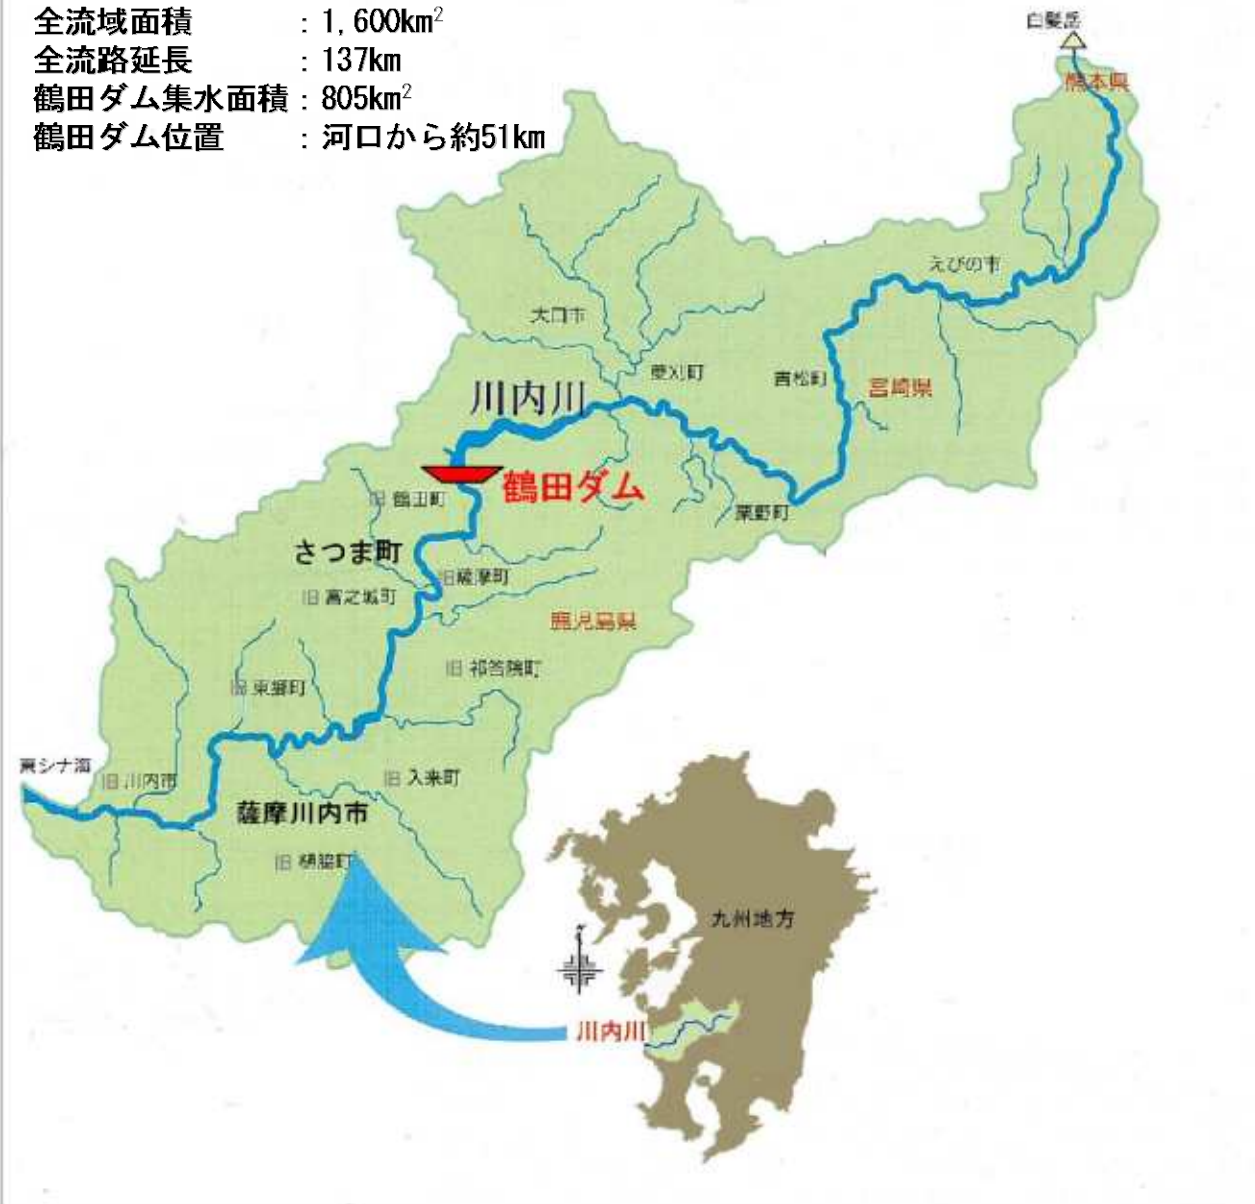 全流域面積 : 1,600km²
全流路延長 : 137km
鶴田ダム集水面積 : 805km²
鶴田ダム位置 : 河口から約51km
白髪岳
熊本県
えびの市
大口市
菱刈町
吉松町
宮崎県
川内川
鶴田ダム
旧 鶴田町
栗野町
さつま町
旧 薩摩町
旧 宮之城町
鹿児島県
旧 祁答院町
旧 東郷町
東シナ海
旧 川内市
旧 入来町
薩摩川内市
旧 樋脇町
九州地方
川内川